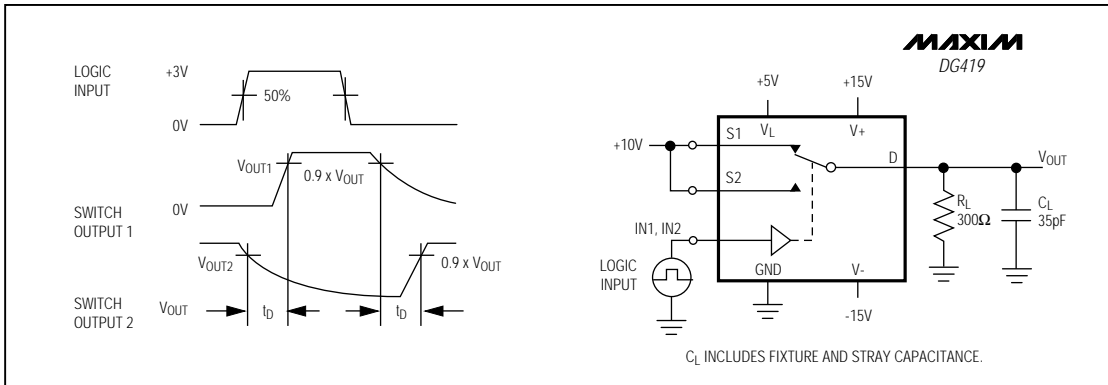 LOGIC
INPUT
+3V
50%
0V
VOUT1
0.9 x VOUT
0V
SWITCH
OUTPUT 1
VOUT2
0.9 x VOUT
SWITCH
OUTPUT 2
VOUT
tD
tD
MAXIM
DG419
+5V
+15V
S1
VL
V+
+10V
D
VOUT
S2
RL
300Ω
CL
35pF
IN1, IN2
LOGIC
INPUT
GND
V-
-15V
CL INCLUDES FIXTURE AND STRAY CAPACITANCE.